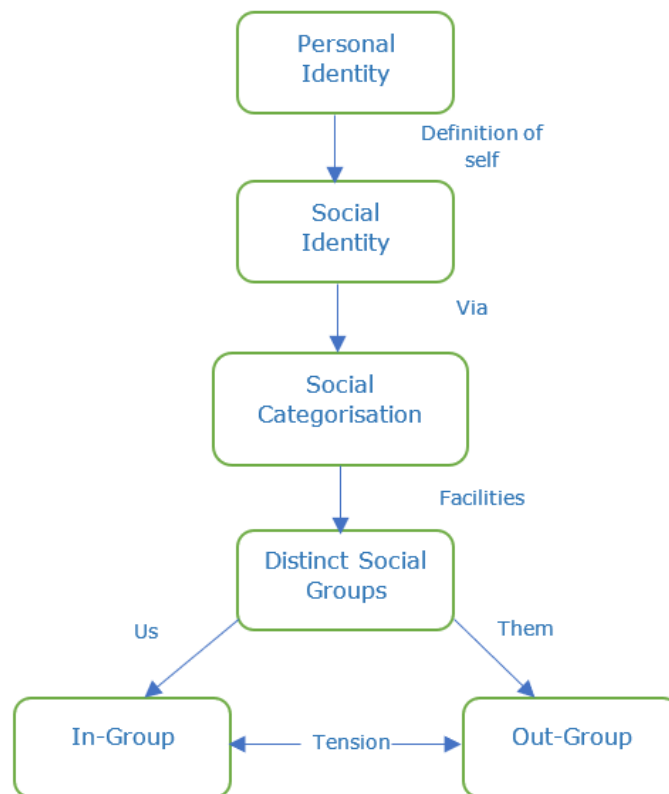 Personal
Identity
Definition of
self
Social
Identity
Via
Social
Categorisation
Facilities
Distinct Social
Groups
Us
Them
In-Group
Tension
Out-Group